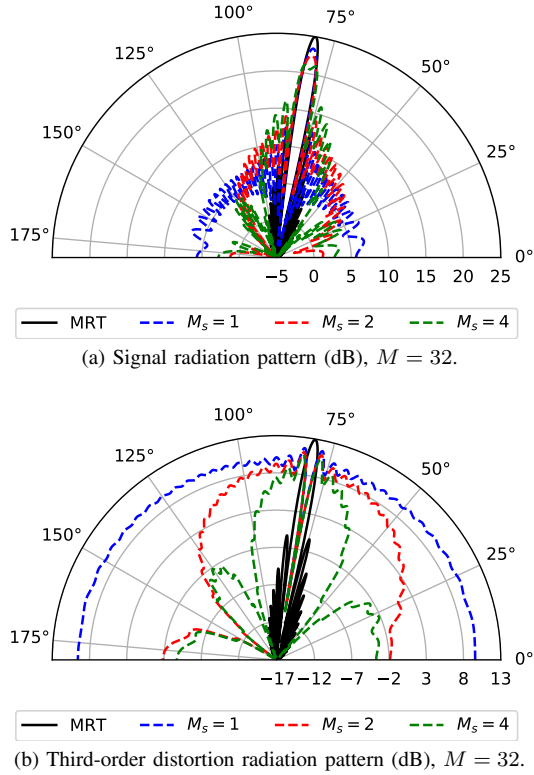 100°
75°
125°
50°
150°
25°
175°
0°
−5 0 5 10 15 20 25
MRT M_s = 1 M_s = 2 M_s = 4
(a) Signal radiation pattern (dB), M = 32.
100°
75°
125°
50°
150°
25°
175°
0°
−17 −12 −7 −2 3 8 13
MRT M_s = 1 M_s = 2 M_s = 4
(b) Third-order distortion radiation pattern (dB), M = 32.